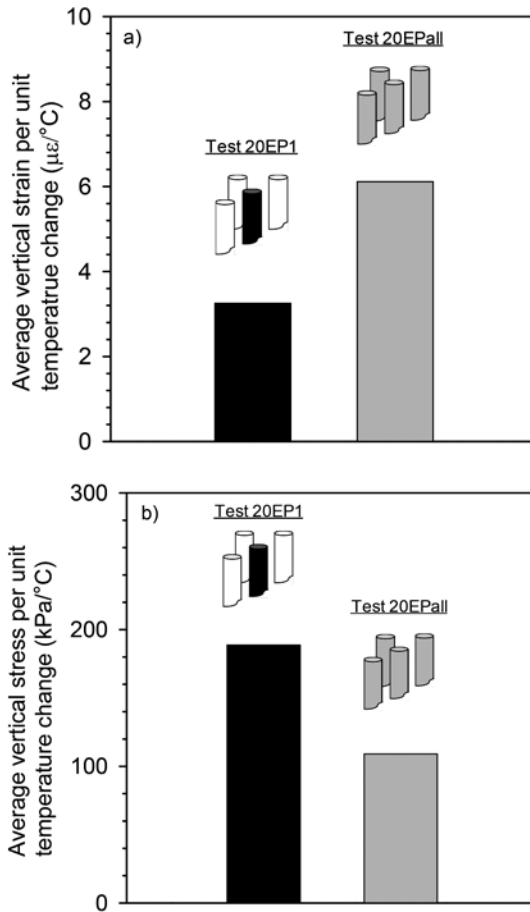 a)
Test 20EPall
Test 20EP1
10
8
6
4
2
0
Average vertical strain per unit
temperatrue change (με/°C)
b)
Test 20EP1
Test 20EPall
300
200
100
0
Average vertical stress per unit
temperature change (kPa/°C)